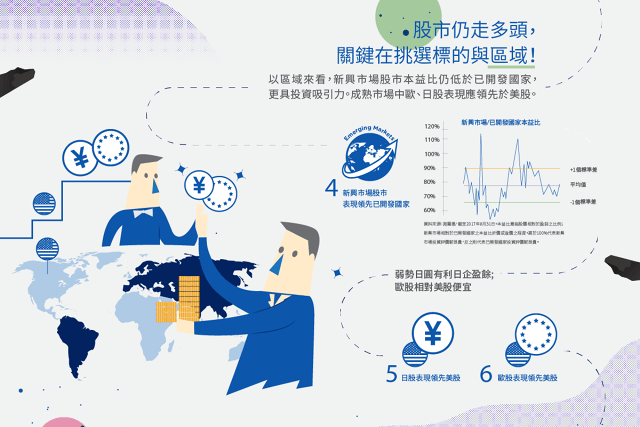 股市仍走多頭，
關鍵在挑選標的與區域！
以區域來看，新興市場股市本益比仍低於已開發國家，
更具投資吸引力。成熟市場中歐、日股表現應領先於美股。
Emerging Markets
4 新興市場股市
表現領先已開發國家
新興市場/已開發國家本益比
120%
110%
100%
90%
80%
70%
60%
+1個標準差
平均值
-1個標準差
弱勢日圓有利日企盈餘；
歐股相對美股便宜
¥
¥
¥
5 日股表現領先美股
6 歐股表現領先美股